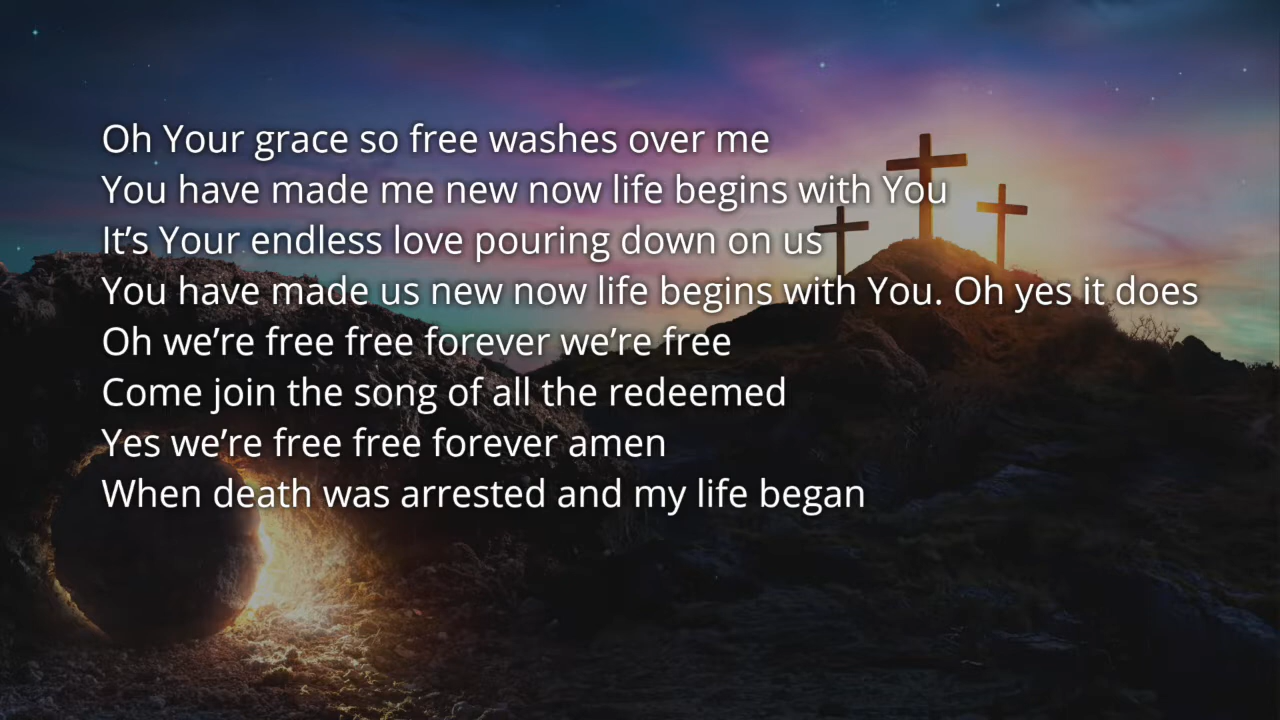 Oh Your grace so free washes over me
You have made me new now life begins with You
It’s Your endless love pouring down on us
You have made us new now life begins with You. Oh yes it does
Oh we’re free free forever we’re free
Come join the song of all the redeemed
Yes we’re free free forever amen
When death was arrested and my life began